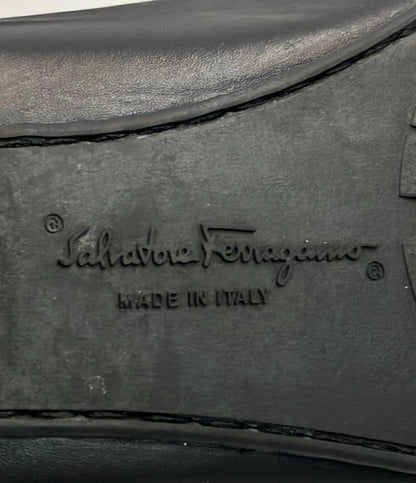 © Salvatore Ferragamo ®
MADE IN ITALY